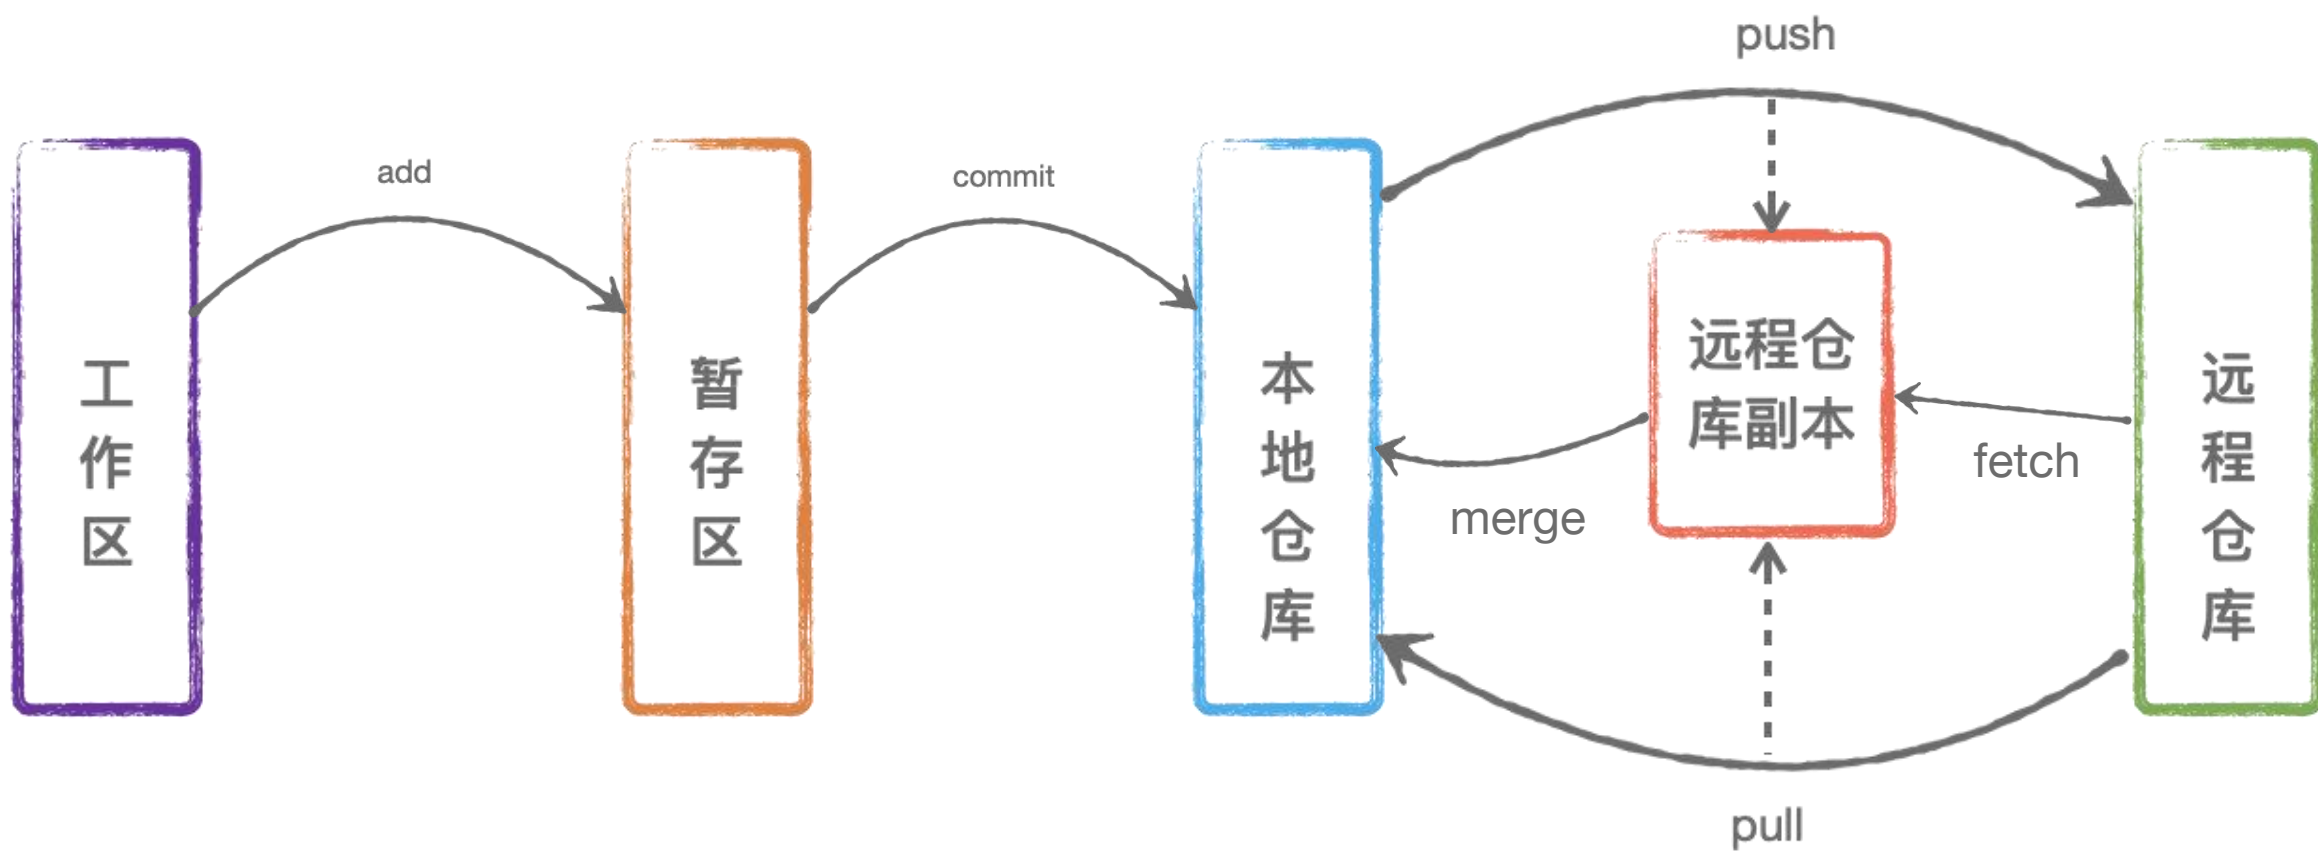 push
add
commit
工作区
暂存区
本地仓库
远程仓
库副本
远程仓库
merge
fetch
pull